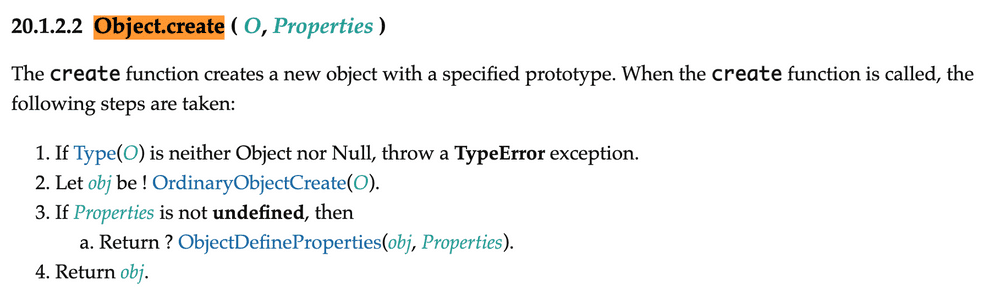 20.1.2.2 Object.create ( O, Properties )
The create function creates a new object with a specified prototype. When the create function is called, the
following steps are taken:
1. If Type(O) is neither Object nor Null, throw a TypeError exception.
2. Let obj be ! OrdinaryObjectCreate(O).
3. If Properties is not undefined, then
a. Return ? ObjectDefineProperties(obj, Properties).
4. Return obj.